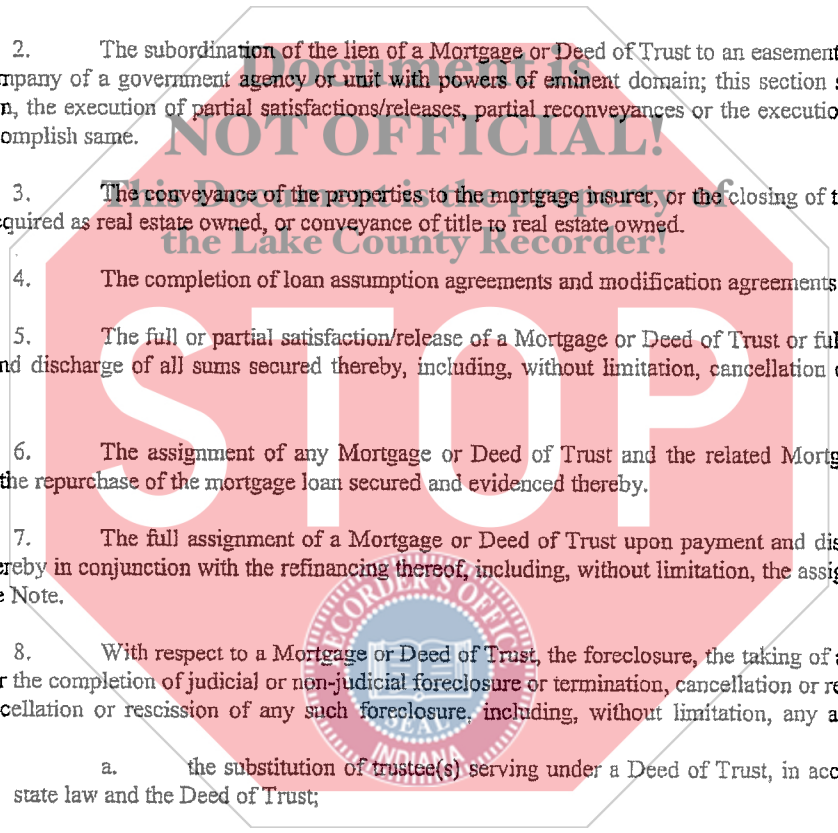 2. The subordination of the lien of a Mortgage or Deed of Trust to an easement
mpany of a government agency or unit with powers of eminent domain; this section s
n, the execution of partial satisfactions/releases, partial reconveyances or the executio
omplish same.
3. The conveyance of the properties to the mortgage insurer, or the closing of t
cquired as real estate owned, or conveyance of title to real estate owned.
4. The completion of loan assumption agreements and modification agreements
5. The full or partial satisfaction/release of a Mortgage or Deed of Trust or ful
nd discharge of all sums secured thereby, including, without limitation, cancellation o
6. The assignment of any Mortgage or Deed of Trust and the related Mortg
the repurchase of the mortgage loan secured and evidenced thereby.
7. The full assignment of a Mortgage or Deed of Trust upon payment and dis
ereby in conjunction with the refinancing thereof, including, without limitation, the assig
e Note.
8. With respect to a Mortgage or Deed of Trust, the foreclosure, the taking of a
r the completion of judicial or non-judicial foreclosure or termination, cancellation or re
cellation or rescission of any such foreclosure, including, without limitation, any a
a. the substitution of trustee(s) serving under a Deed of Trust, in acc
state law and the Deed of Trust;
Document is
NOT OFFICIAL!
This Document is the property of
the Lake County Recorder!
STOP
RECORDER'S OFFICE
SEAL
INDIANA